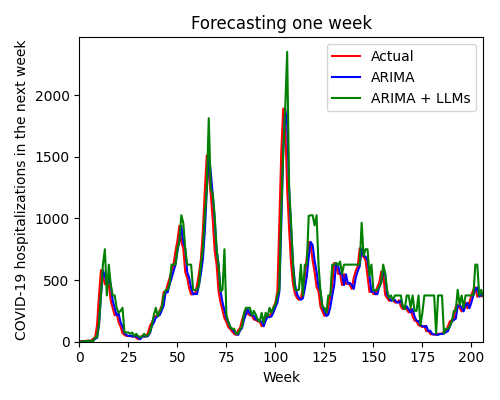 Forecasting one week
COVID-19 hospitalizations in the next week
2000
1500
1000
500
0
Actual
ARIMA
ARIMA + LLMs
0 25 50 75 100 125 150 175 200
Week